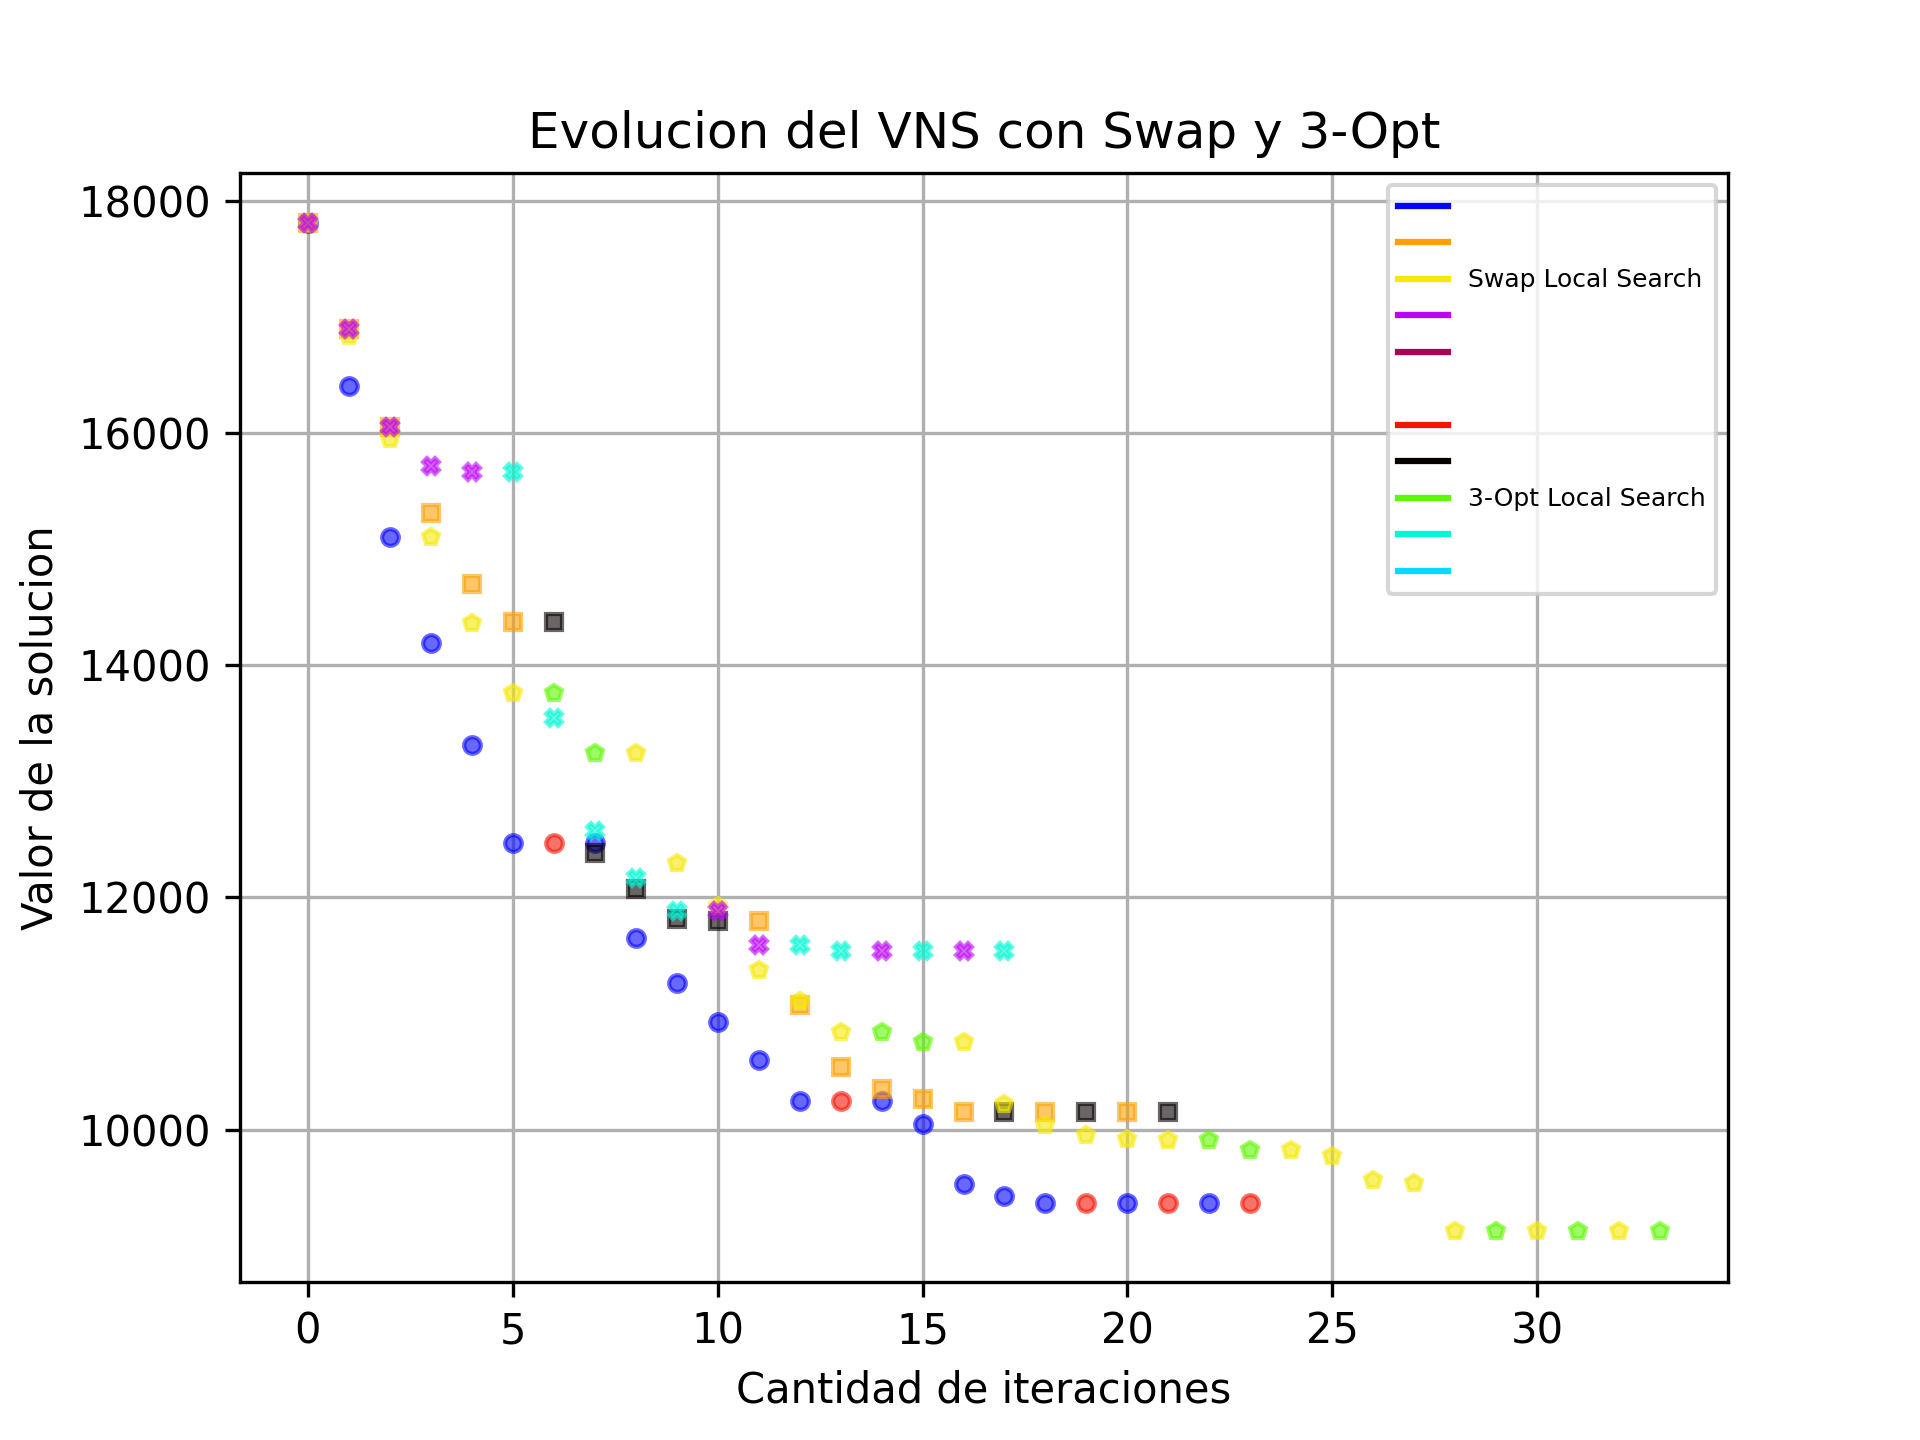 Evolucion del VNS con Swap y 3-Opt
18000
16000
14000
12000
10000
Valor de la solucion
Swap Local Search
3-Opt Local Search
0 5 10 15 20 25 30
Cantidad de iteraciones